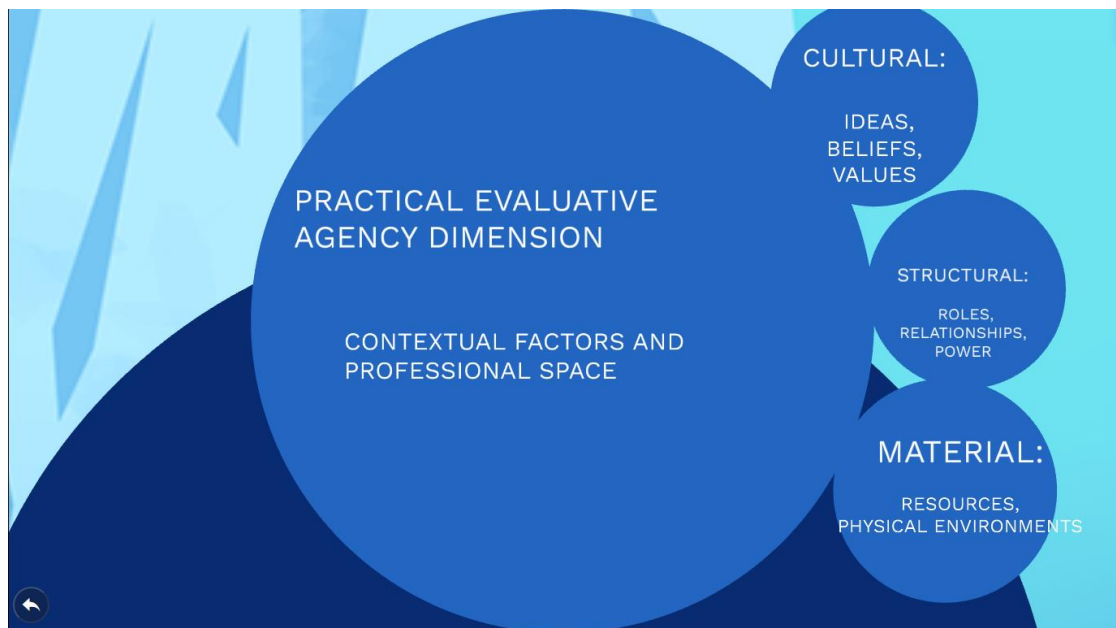 PRACTICAL EVALUATIVE
AGENCY DIMENSION
CONTEXTUAL FACTORS AND
PROFESSIONAL SPACE
CULTURAL:
IDEAS,
BELIEFS,
VALUES
STRUCTURAL:
ROLES,
RELATIONSHIPS,
POWER
MATERIAL:
RESOURCES,
PHYSICAL ENVIRONMENTS